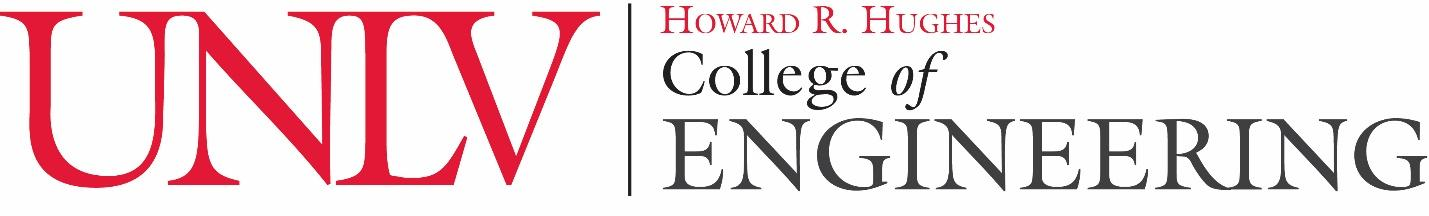 UNLV
HOWARD R. HUGHES
College of
ENGINEERING